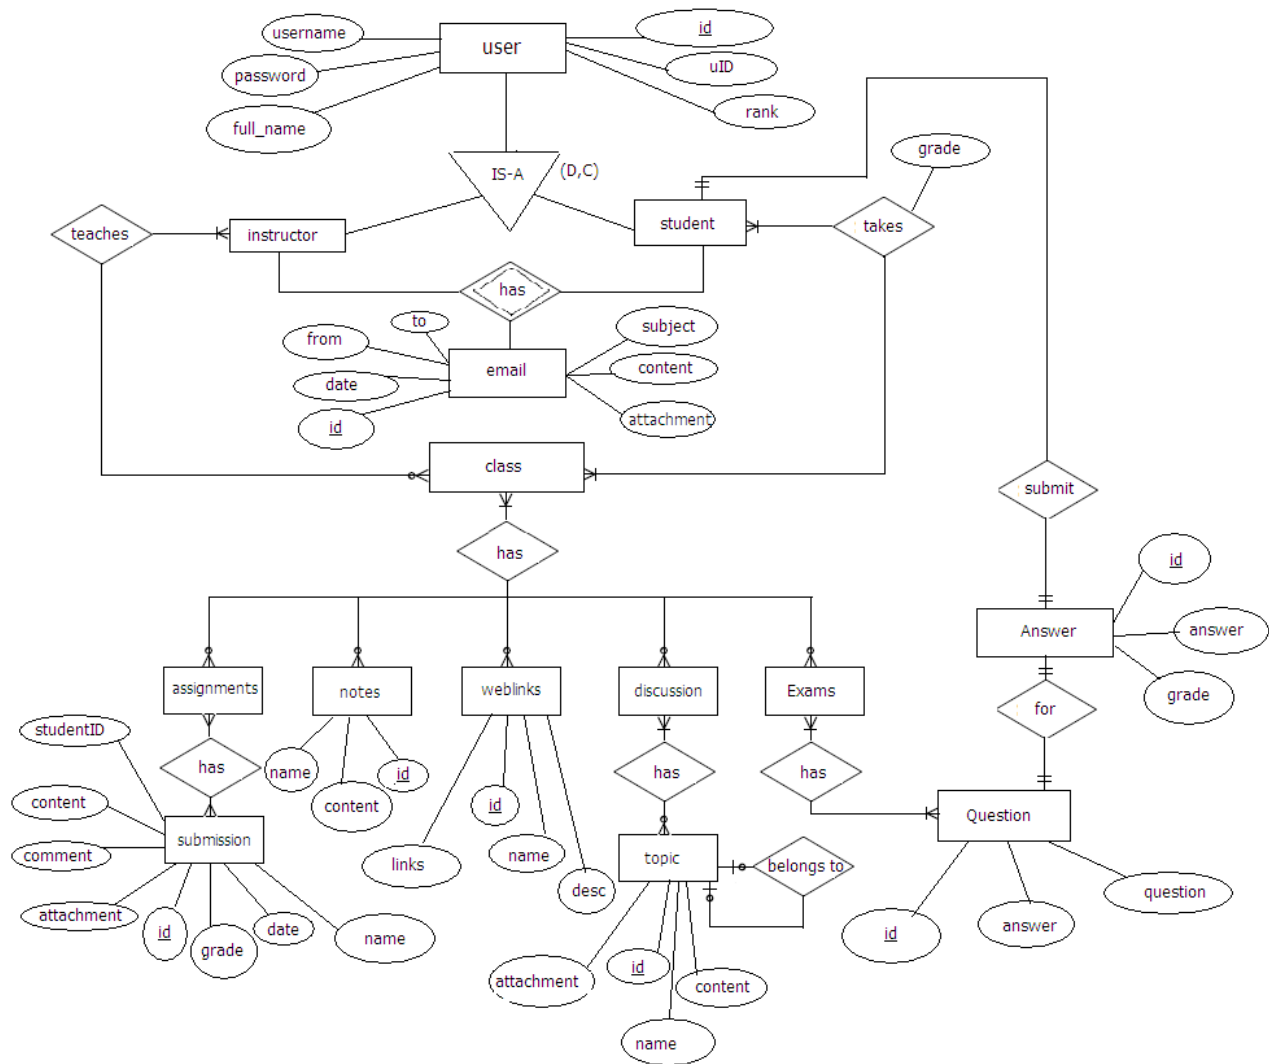 username
user
id
password
uID
full_name
rank
IS-A
(D,C)
grade
teaches
instructor
student
takes
has
from
to
subject
date
email
content
id
attachment
class
submit
has
id
Answer
answer
grade
assignments
notes
weblinks
discussion
Exams
for
studentID
has
name
content
id
has
has
content
comment
submission
attachment
id
grade
date
name
links
id
name
desc
topic
belongs to
Question
attachment
id
content
name
id
answer
question